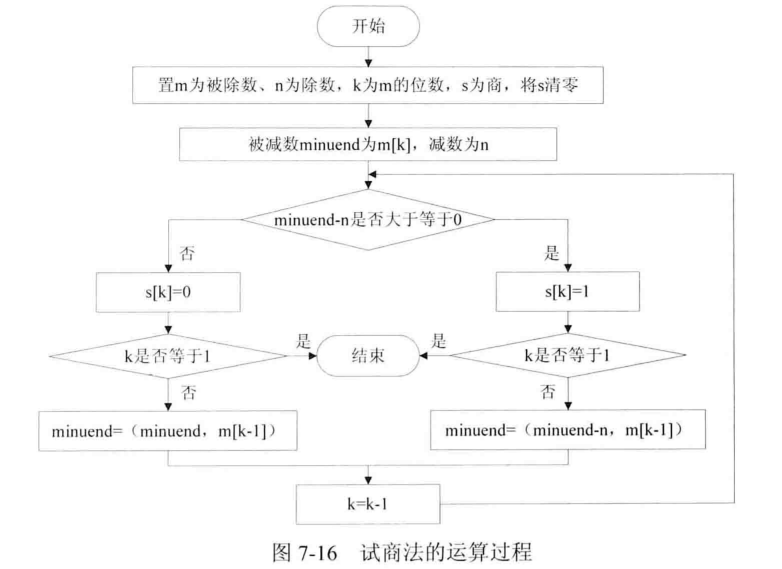 开始
置m为被除数、n为除数，k为m的位数，s为商，将s清零
被减数minuend为m[k]，减数为n
minuend-n是否大于等于0
否
是
s[k]=0
s[k]=1
k是否等于1
是
结束
是
k是否等于1
否
否
minuend=（minuend，m[k-1]）
minuend=（minuend-n，m[k-1]）
k=k-1
图 7-16　试商法的运算过程